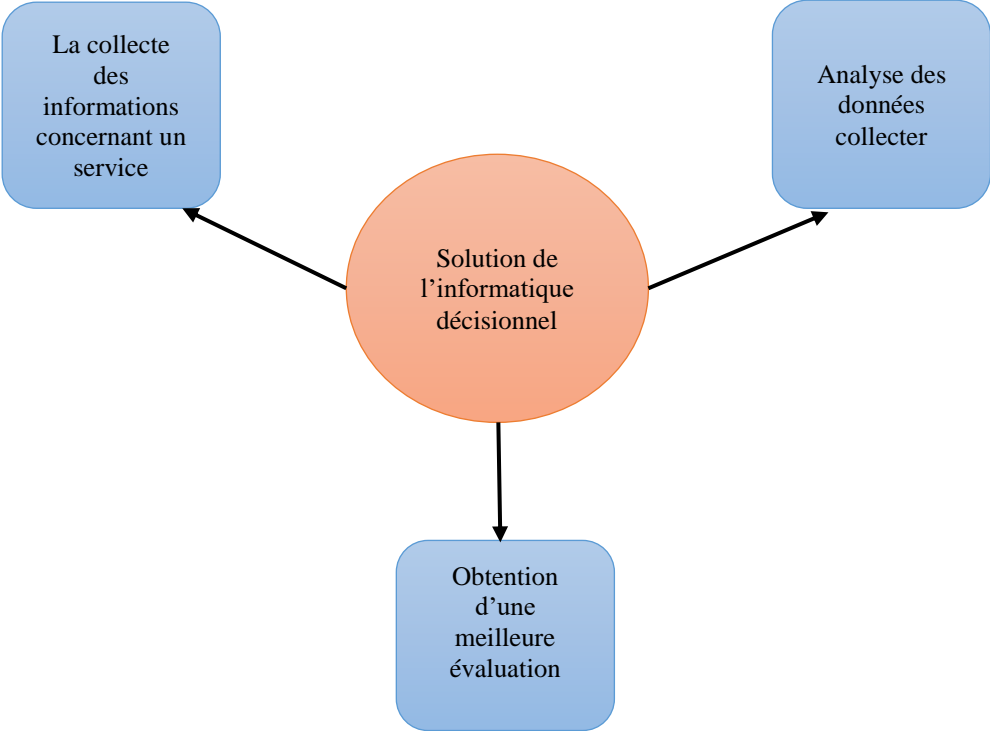 La collecte
des
informations
concernant un
service
Analyse des
données
collecter
Solution de
l’informatique
décisionnel
Obtention
d’une
meilleure
évaluation